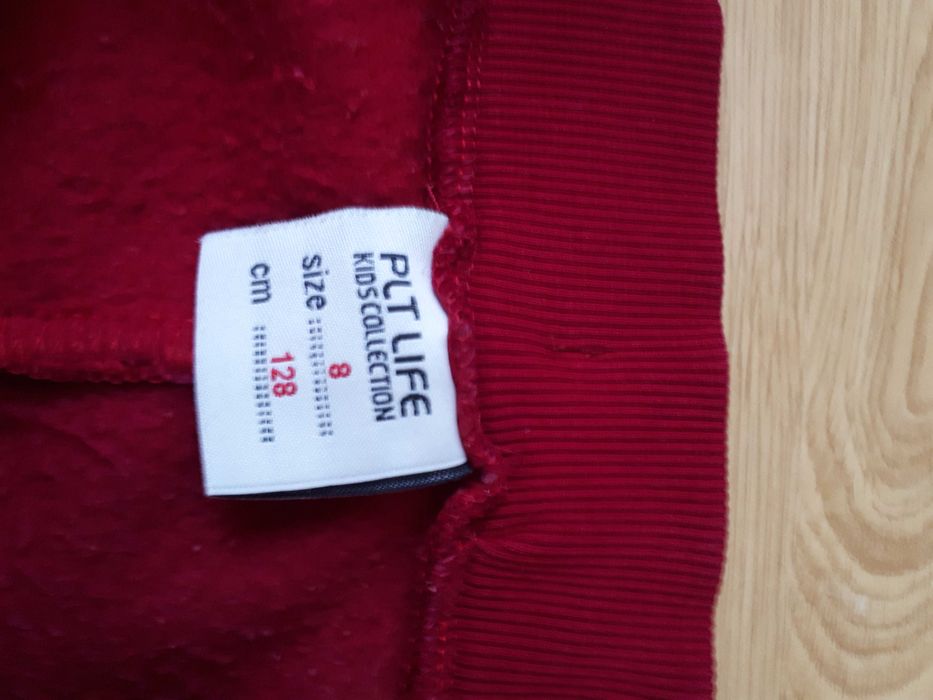 PLT LIFE
KIDSCOLLECTION
size 8
cm 128